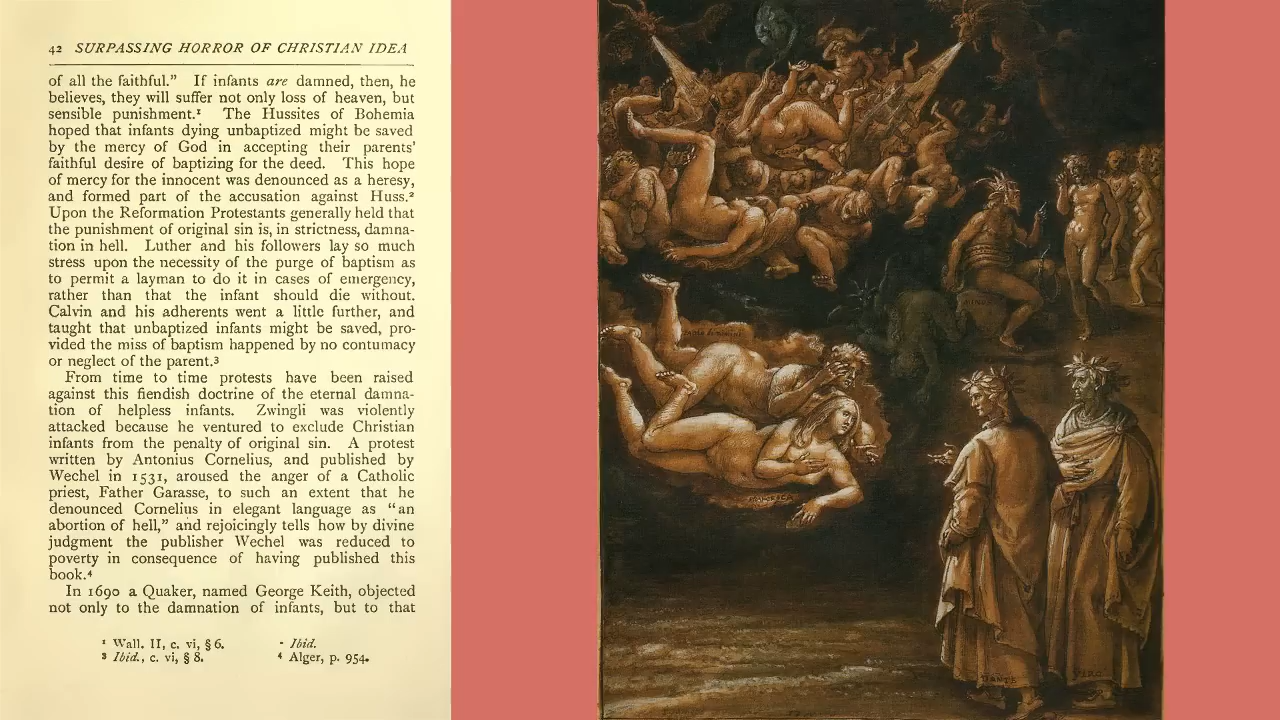 42 SURPASSING HORROR OF CHRISTIAN IDEA
of all the faithful.” If infants are damned, then, he
believes, they will suffer not only loss of heaven, but
sensible punishment.¹ The Hussites of Bohemia
hoped that infants dying unbaptized might be saved
by the mercy of God in accepting their parents’
faithful desire of baptizing for the deed. This hope
of mercy for the innocent was denounced as a heresy,
and formed part of the accusation against Huss.²
Upon the Reformation Protestants generally held that
the punishment of original sin is, in strictness, damna-
tion in hell. Luther and his followers lay so much
stress upon the necessity of the purge of baptism as
to permit a layman to do it in cases of emergency,
rather than that the infant should die without.
Calvin and his adherents went a little further, and
taught that unbaptized infants might be saved, pro-
vided the miss of baptism happened by no contumacy
or neglect of the parent.³
From time to time protests have been raised
against this fiendish doctrine of the eternal damna-
tion of helpless infants. Zwingli was violently
attacked because he ventured to exclude Christian
infants from the penalty of original sin. A protest
written by Antonius Cornelius, and published by
Wechel in 1531, aroused the anger of a Catholic
priest, Father Garasse, to such an extent that he
denounced Cornelius in elegant language as “an
abortion of hell,” and rejoicingly tells how by divine
judgment the publisher Wechel was reduced to
poverty in consequence of having published this
book.⁴
In 1690 a Quaker, named George Keith, objected
not only to the damnation of infants, but to that
¹ Wall. II, c. vi, § 6.
² Ibid.
³ Ibid., c. vi, § 8.
⁴ Alger, p. 954.
DANTE